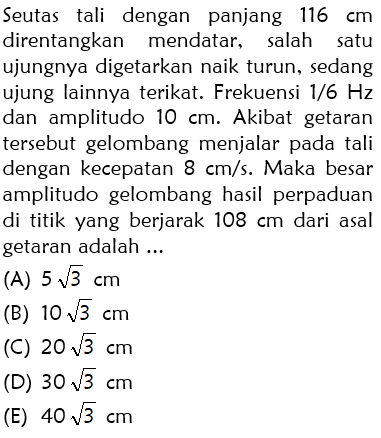 Seutas tali dengan panjang 116 cm
direntangkan mendatar, salah satu
ujungnya digetarkan naik turun, sedang
ujung lainnya terikat. Frekuensi 1/6 Hz
dan amplitudo 10 cm. Akibat getaran
tersebut gelombang menjalar pada tali
dengan kecepatan 8 cm/s. Maka besar
amplitudo gelombang hasil perpaduan
di titik yang berjarak 108 cm dari asal
getaran adalah ...
(A) 5√3 cm
(B) 10√3 cm
(C) 20√3 cm
(D) 30√3 cm
(E) 40√3 cm